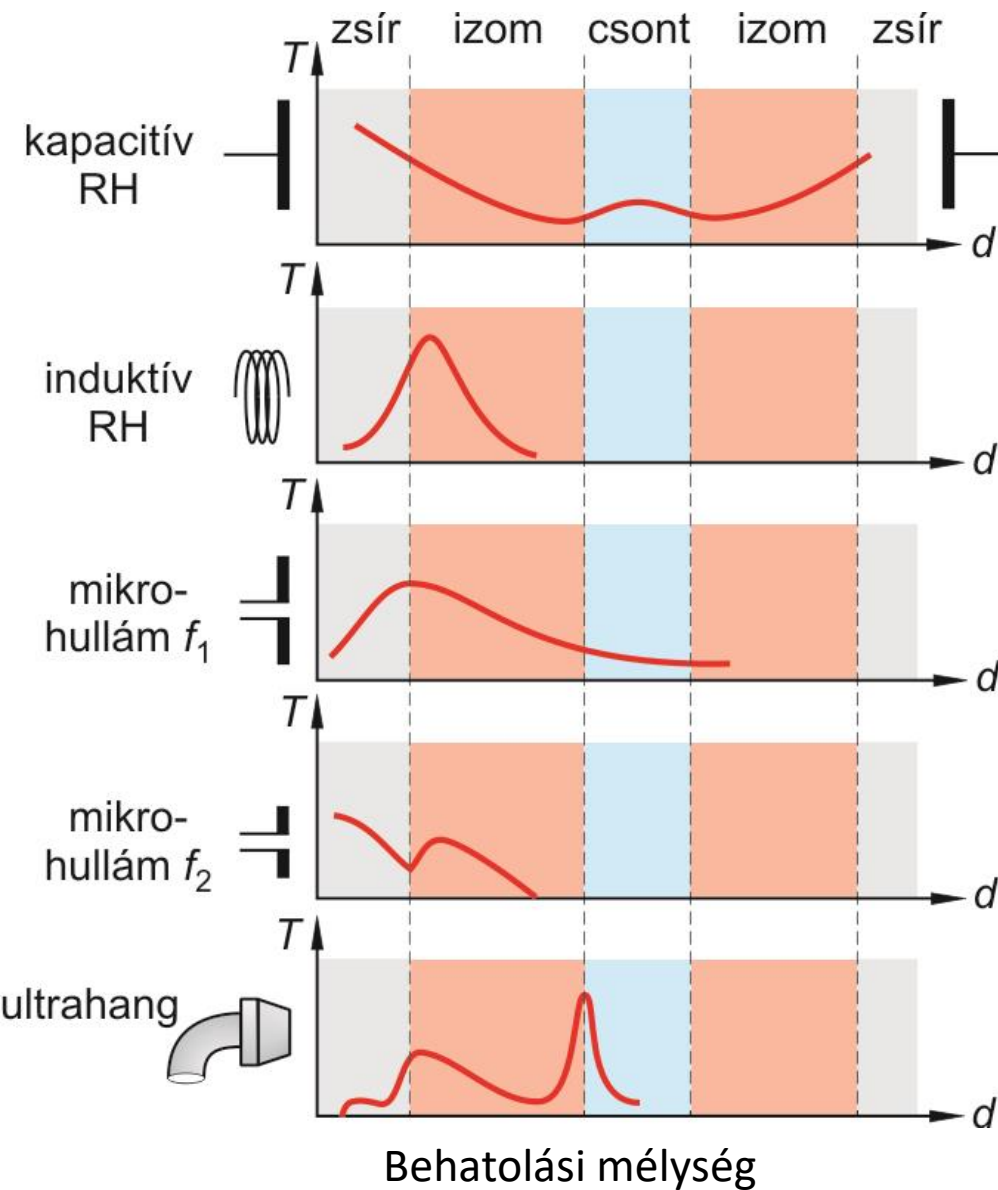 zsír izom csont izom zsír
T
kapacitív
RH
d
T
induktív
RH
d
T
mikro-
hullám f1
d
T
mikro-
hullám f2
d
T
ultrahang
d
Behatolási mélység